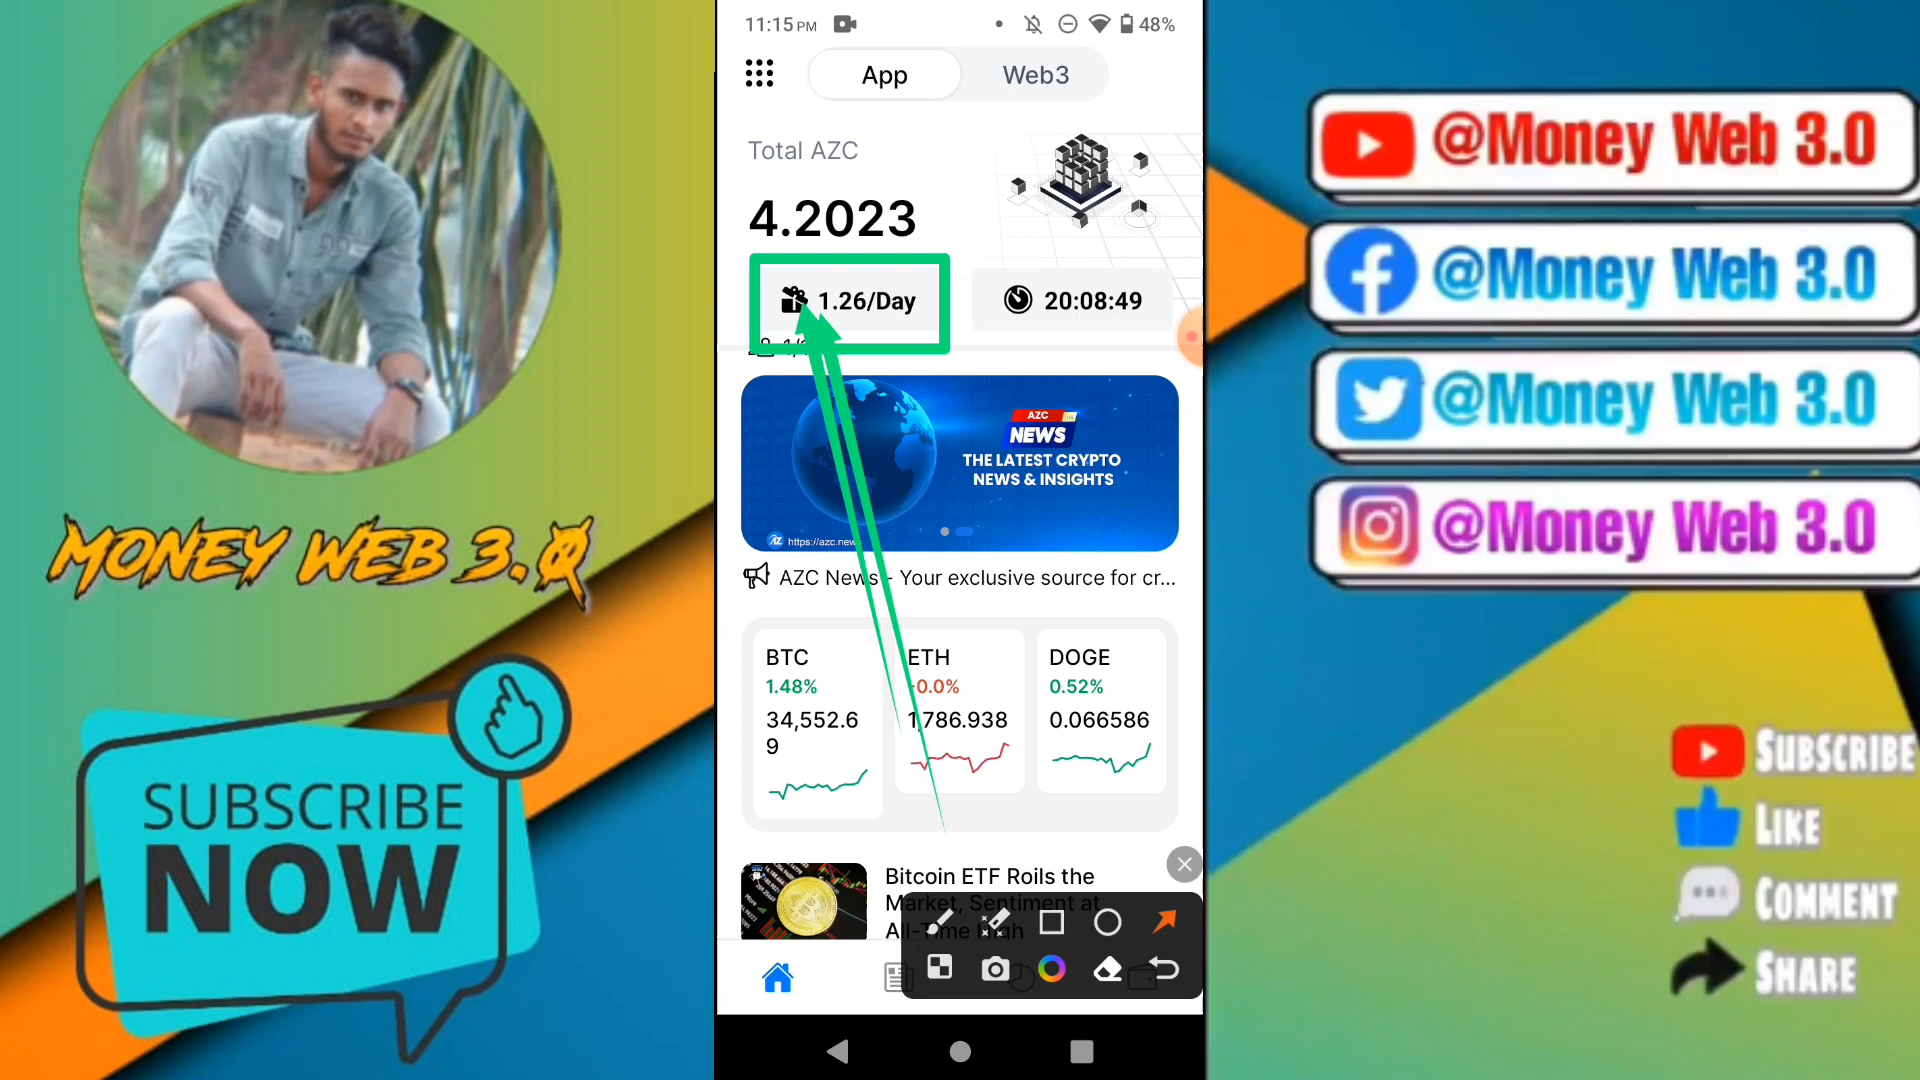 11:15 PM
48%
App
Web3
Total AZC
4.2023
1.26/Day
20:08:49
AZC
NEWS
THE LATEST CRYPTO
NEWS & INSIGHTS
https://azc.news
AZC News - Your exclusive source for cr...
BTC
1.48%
34,552.6
9
ETH
-0.0%
1,786.938
DOGE
0.52%
0.066586
Bitcoin ETF Roils the
Market, Sentiment at
All-Time High
MONEY WEB 3.0
SUBSCRIBE
NOW
@Money Web 3.0
@Money Web 3.0
@Money Web 3.0
@Money Web 3.0
SUBSCRIBE
LIKE
COMMENT
SHARE